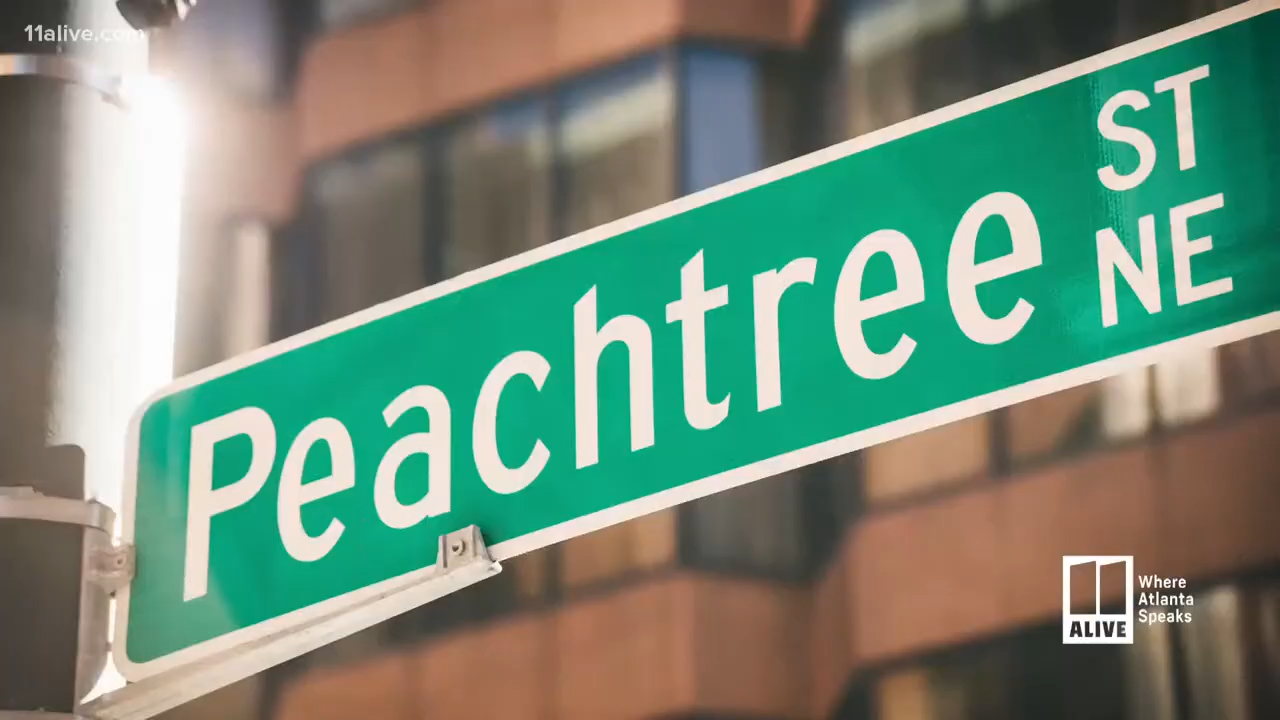 11alive.com
Peachtree ST
NE
11
ALIVE
Where
Atlanta
Speaks